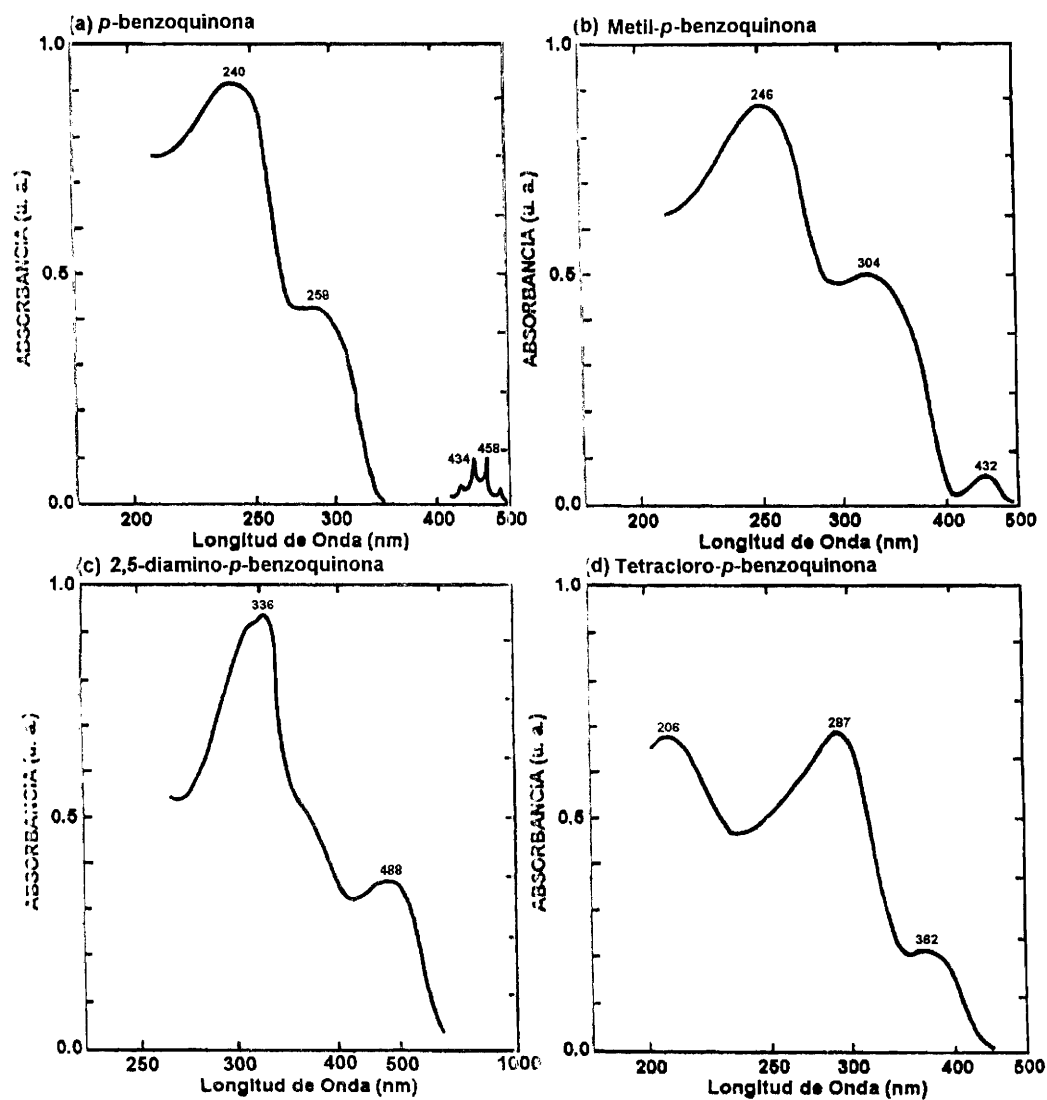 (a) p-benzoquinona
1.0
240
ABSORBANCIA (u. a.)
0.5
258
434 458
0.0
200 250 300 400 500
Longitud de Onda (nm)
(b) Metil-p-benzoquinona
1.0
246
ABSORBANCIA (u. a.)
0.5
304
432
0.0
200 250 300 400 500
Longitud de Onda (nm)
(c) 2,5-diamino-p-benzoquinona
1.0
336
ABSORBANCIA (u. a.)
0.5
488
0.0
250 300 400 500 1000
Longitud de Onda (nm)
(d) Tetracloro-p-benzoquinona
1.0
206 287
ABSORBANCIA (u. a.)
0.5
382
0.0
200 250 300 400 500
Longitud de Onda (nm)